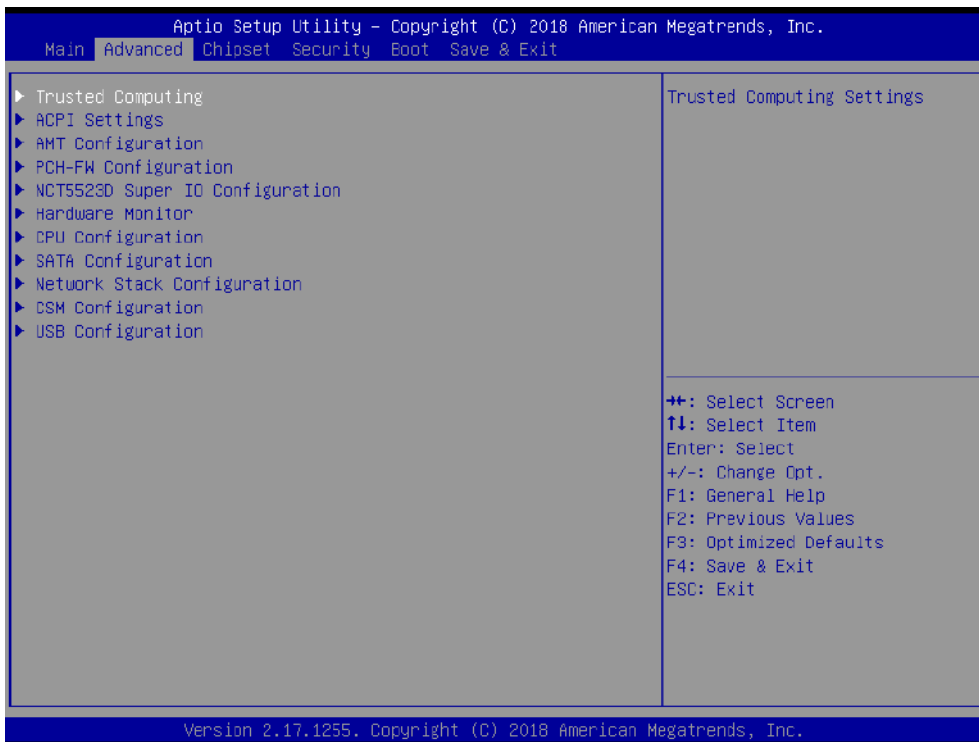 Aptio Setup Utility – Copyright (C) 2018 American Megatrends, Inc.
Main Advanced Chipset Security Boot Save & Exit
Trusted Computing
ACPI Settings
AMT Configuration
PCH-FW Configuration
NCT5523D Super IO Configuration
Hardware Monitor
CPU Configuration
SATA Configuration
Network Stack Configuration
CSM Configuration
USB Configuration
Trusted Computing Settings
→←: Select Screen
↑↓: Select Item
Enter: Select
+/-: Change Opt.
F1: General Help
F2: Previous Values
F3: Optimized Defaults
F4: Save & Exit
ESC: Exit
Version 2.17.1255. Copyright (C) 2018 American Megatrends, Inc.